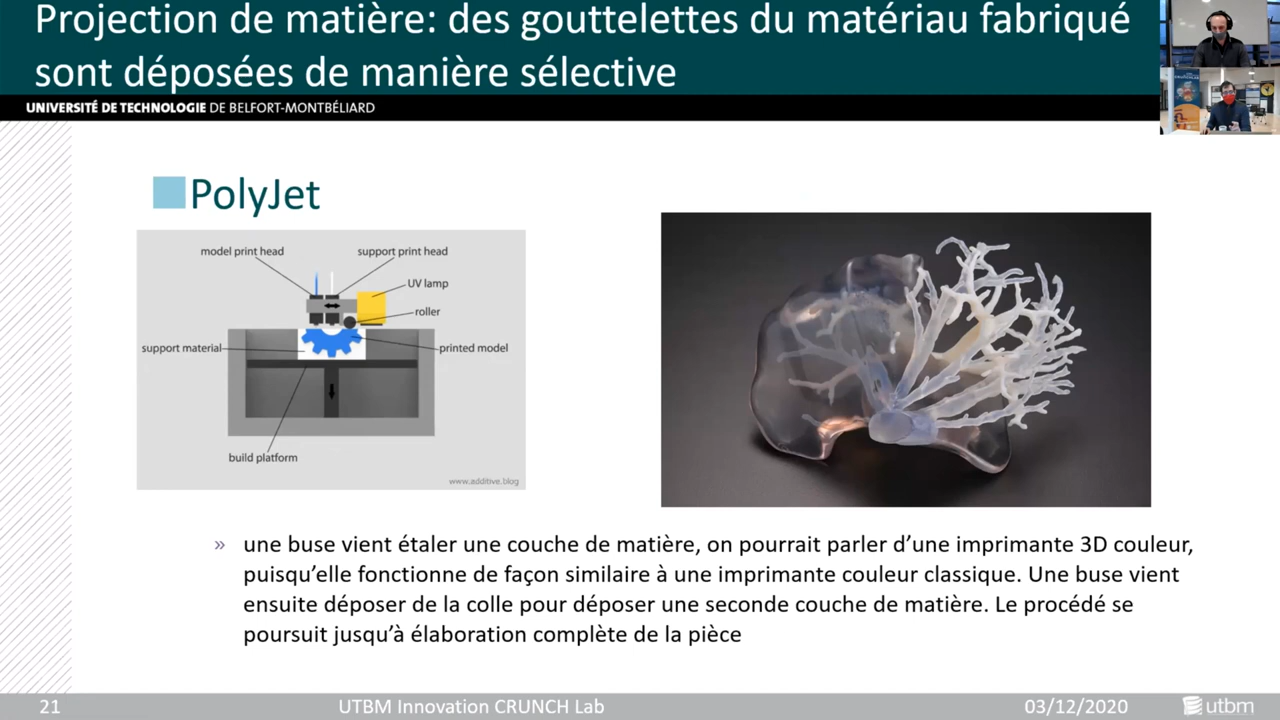 Projection de matière: des gouttelettes du matériau fabriqué
sont déposées de manière sélective
UNIVERSITÉ DE TECHNOLOGIE DE BELFORT-MONTBÉLIARD
PolyJet
model print head
support print head
UV lamp
roller
support material
printed model
build platform
www.additive.blog
» une buse vient étaler une couche de matière, on pourrait parler d’une imprimante 3D couleur,
puisqu’elle fonctionne de façon similaire à une imprimante couleur classique. Une buse vient
ensuite déposer de la colle pour déposer une seconde couche de matière. Le procédé se
poursuit jusqu’à élaboration complète de la pièce
21
UTBM Innovation CRUNCH Lab
03/12/2020
utbm